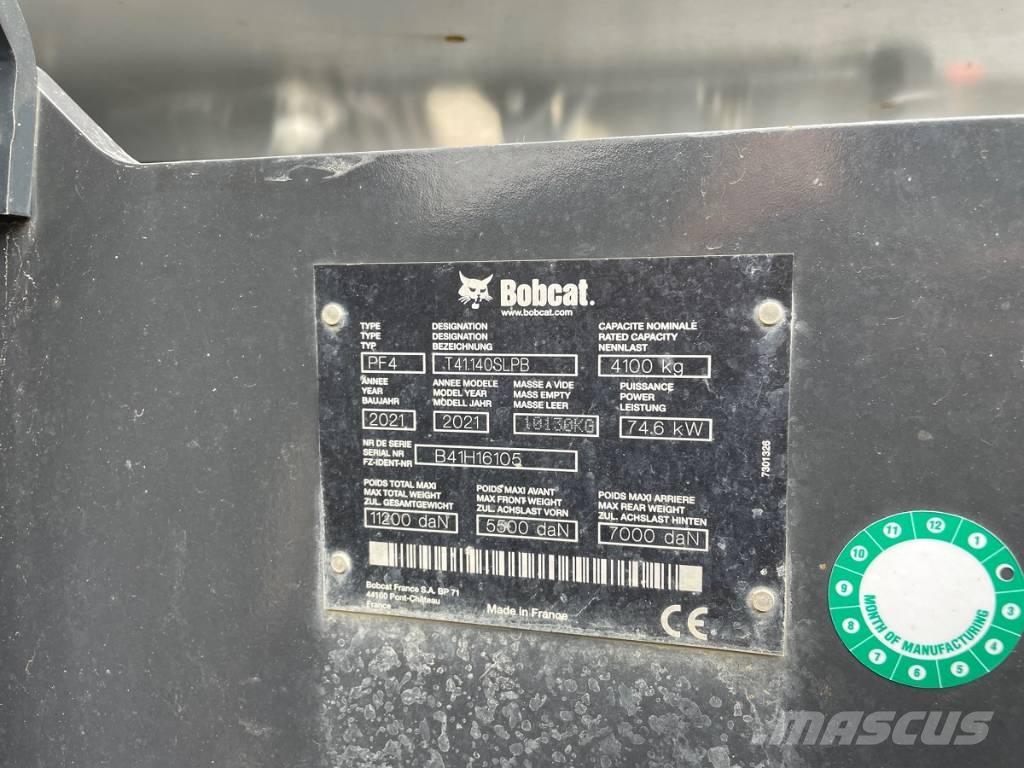 Bobcat.
www.bobcat.com
TYPE DESIGNATION CAPACITE NOMINALE
TYPE DESIGNATION RATED CAPACITY
TYP BEZEICHNUNG NENNLAST
PF4 T41.140SLPB 4100 kg
ANNEE ANNEE MODELE MASSE A VIDE PUISSANCE
YEAR MODEL YEAR MASS EMPTY POWER
BAUJAHR MODELL JAHR MASSE LEER LEISTUNG
2021 2021 10130KG 74.6 kW
NR DE SERIE
SERIAL NR
FZ-IDENT-NR
B41H16105
7301326
POIDS TOTAL MAXI POIDS MAXI AVANT POIDS MAXI ARRIERE
MAX TOTAL WEIGHT MAX FRONT WEIGHT MAX REAR WEIGHT
ZUL. GESAMTGEWICHT ZUL. ACHSLAST VORN ZUL. ACHSLAST HINTEN
11200 daN 5500 daN 7000 daN
Bobcat France S.A. BP 71
44160 Pont-Château
France
Made in France
CE
12 1 3 4 5 6 7 8 9 10 11
MONTH OF MANUFACTURING
MASCUS